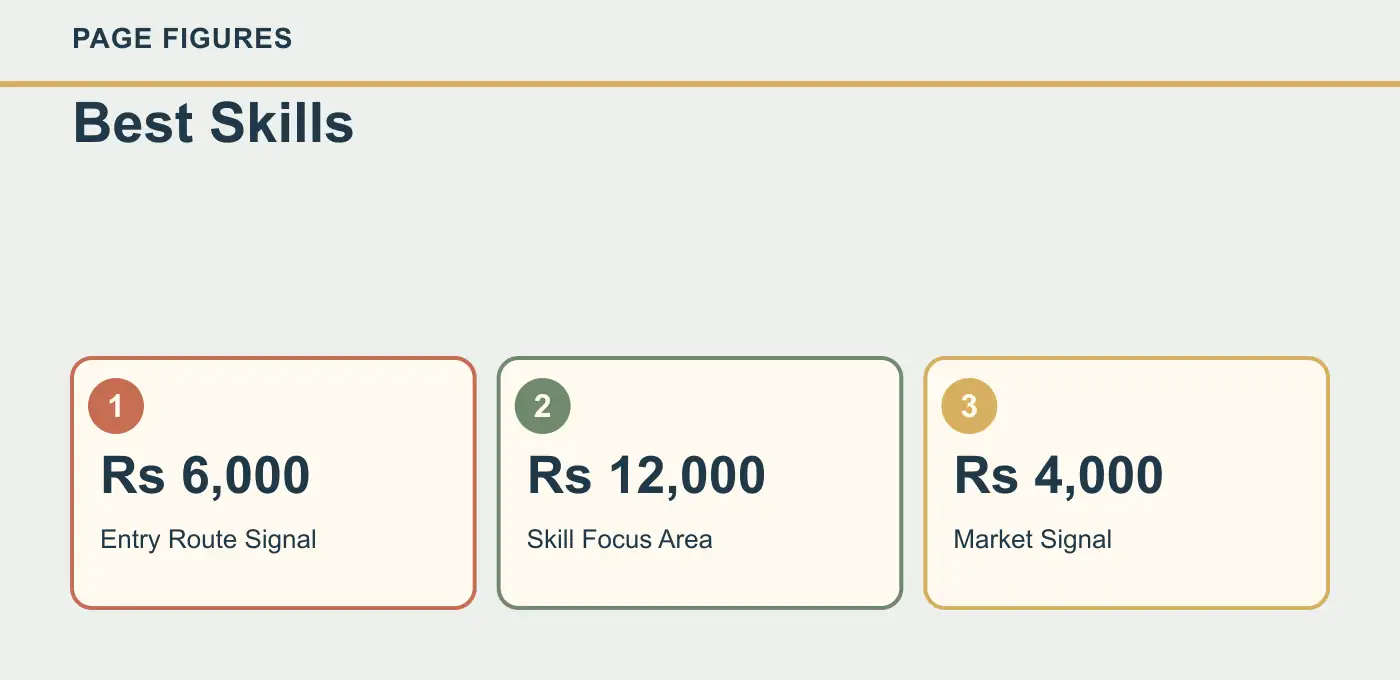 PAGE FIGURES
Best Skills
1
Rs 6,000
Entry Route Signal
2
Rs 12,000
Skill Focus Area
3
Rs 4,000
Market Signal